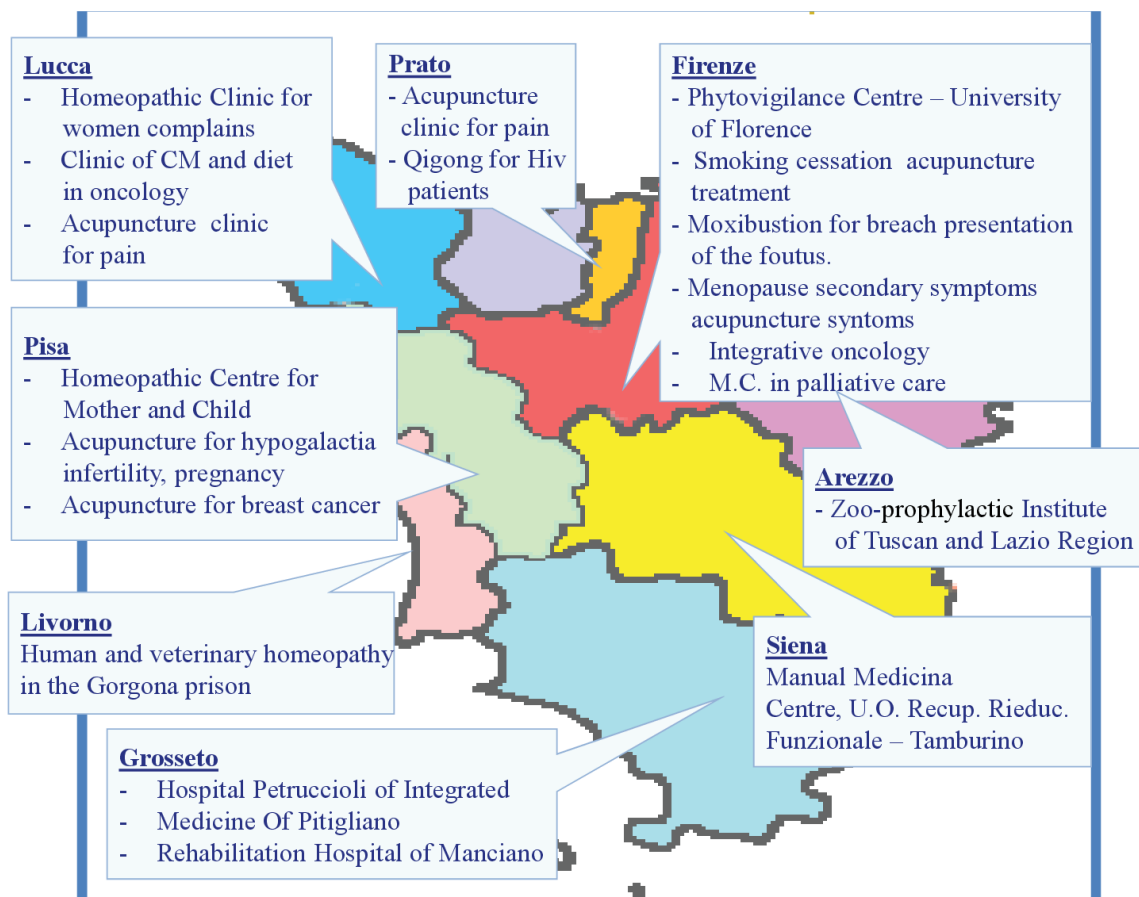 Lucca
- Homeopathic Clinic for
women complains
- Clinic of CM and diet
in oncology
- Acupuncture clinic
for pain
Prato
- Acupuncture
clinic for pain
- Qigong for Hiv
patients
Firenze
- Phytovigilance Centre – University
of Florence
- Smoking cessation acupuncture
treatment
- Moxibustion for breach presentation
of the foutus.
- Menopause secondary symptoms
acupuncture syntoms
- Integrative oncology
- M.C. in palliative care
Pisa
- Homeopathic Centre for
Mother and Child
- Acupuncture for hypogalactia
infertility, pregnancy
- Acupuncture for breast cancer
Arezzo
- Zoo-prophylactic Institute
of Tuscan and Lazio Region
Livorno
Human and veterinary homeopathy
in the Gorgona prison
Siena
Manual Medicina
Centre, U.O. Recup. Rieduc.
Funzionale – Tamburino
Grosseto
- Hospital Petruccioli of Integrated
- Medicine Of Pitigliano
- Rehabilitation Hospital of Manciano